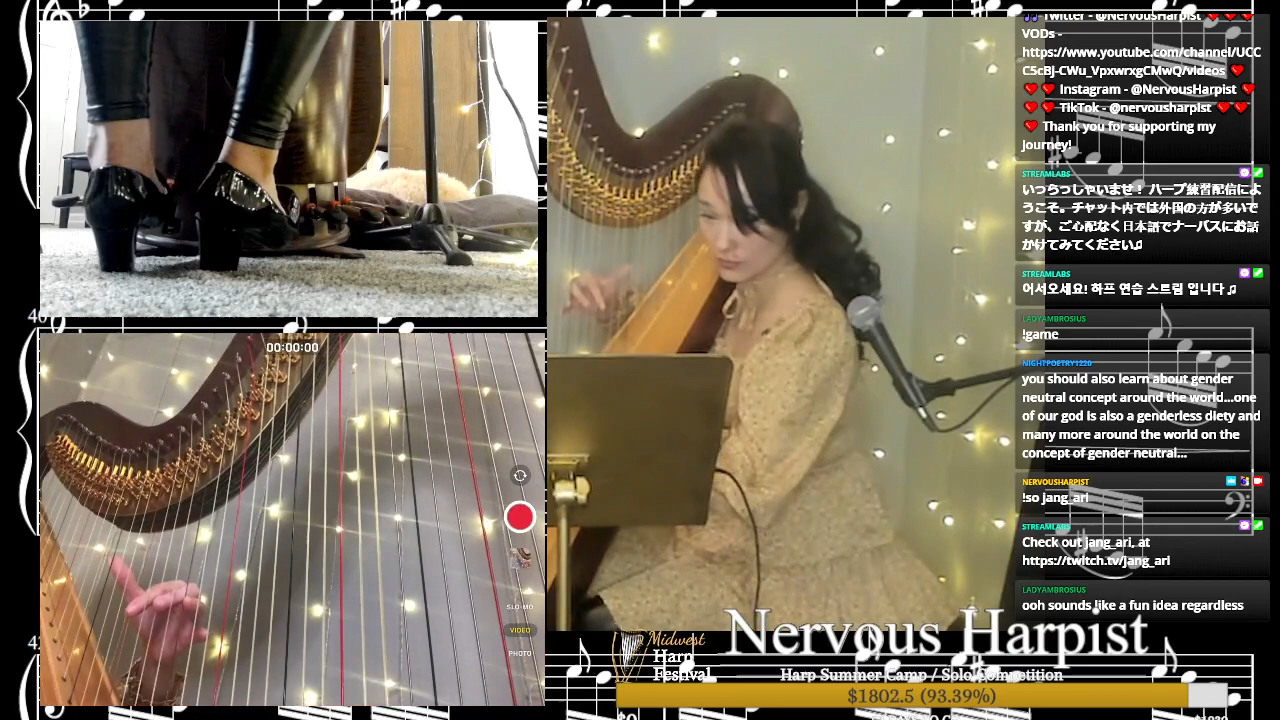 Twitter - @NervousHarpist
VODs -
https://www.youtube.com/channel/UCC
C5cBJ-CWu_VpxwrxgCMwQ/videos
Instagram - @NervousHarpist
TikTok - @nervousharpist
Thank you for supporting my
journey!
STREAMLABS
いっらっしゃいませ！ ハープ練習配信によ
うこそ。チャット内では外国の方が多いで
すが、ご心配なく日本語でナーバスにお話
かけてみてください♫
STREAMLABS
어서오세요! 하프 연습 스트림 입니다 ♫
LADYAMBROSIUS
!game
NIGHTPOETRY1220
you should also learn about gender
neutral concept around the world...one
of our god is also a genderless diety and
many more around the world on the
concept of gender neutral...
NERVOUSHARPIST
!so jang_ari
STREAMLABS
Check out jang_ari, at
https://twitch.tv/jang_ari
LADYAMBROSIUS
ooh sounds like a fun idea regardless
00:00:00
SLO-MO
VIDEO
PHOTO
Midwest
Harp
Festival
Nervous Harpist
Harp Summer Camp / Solo Competition
$1802.5 (93.39%)